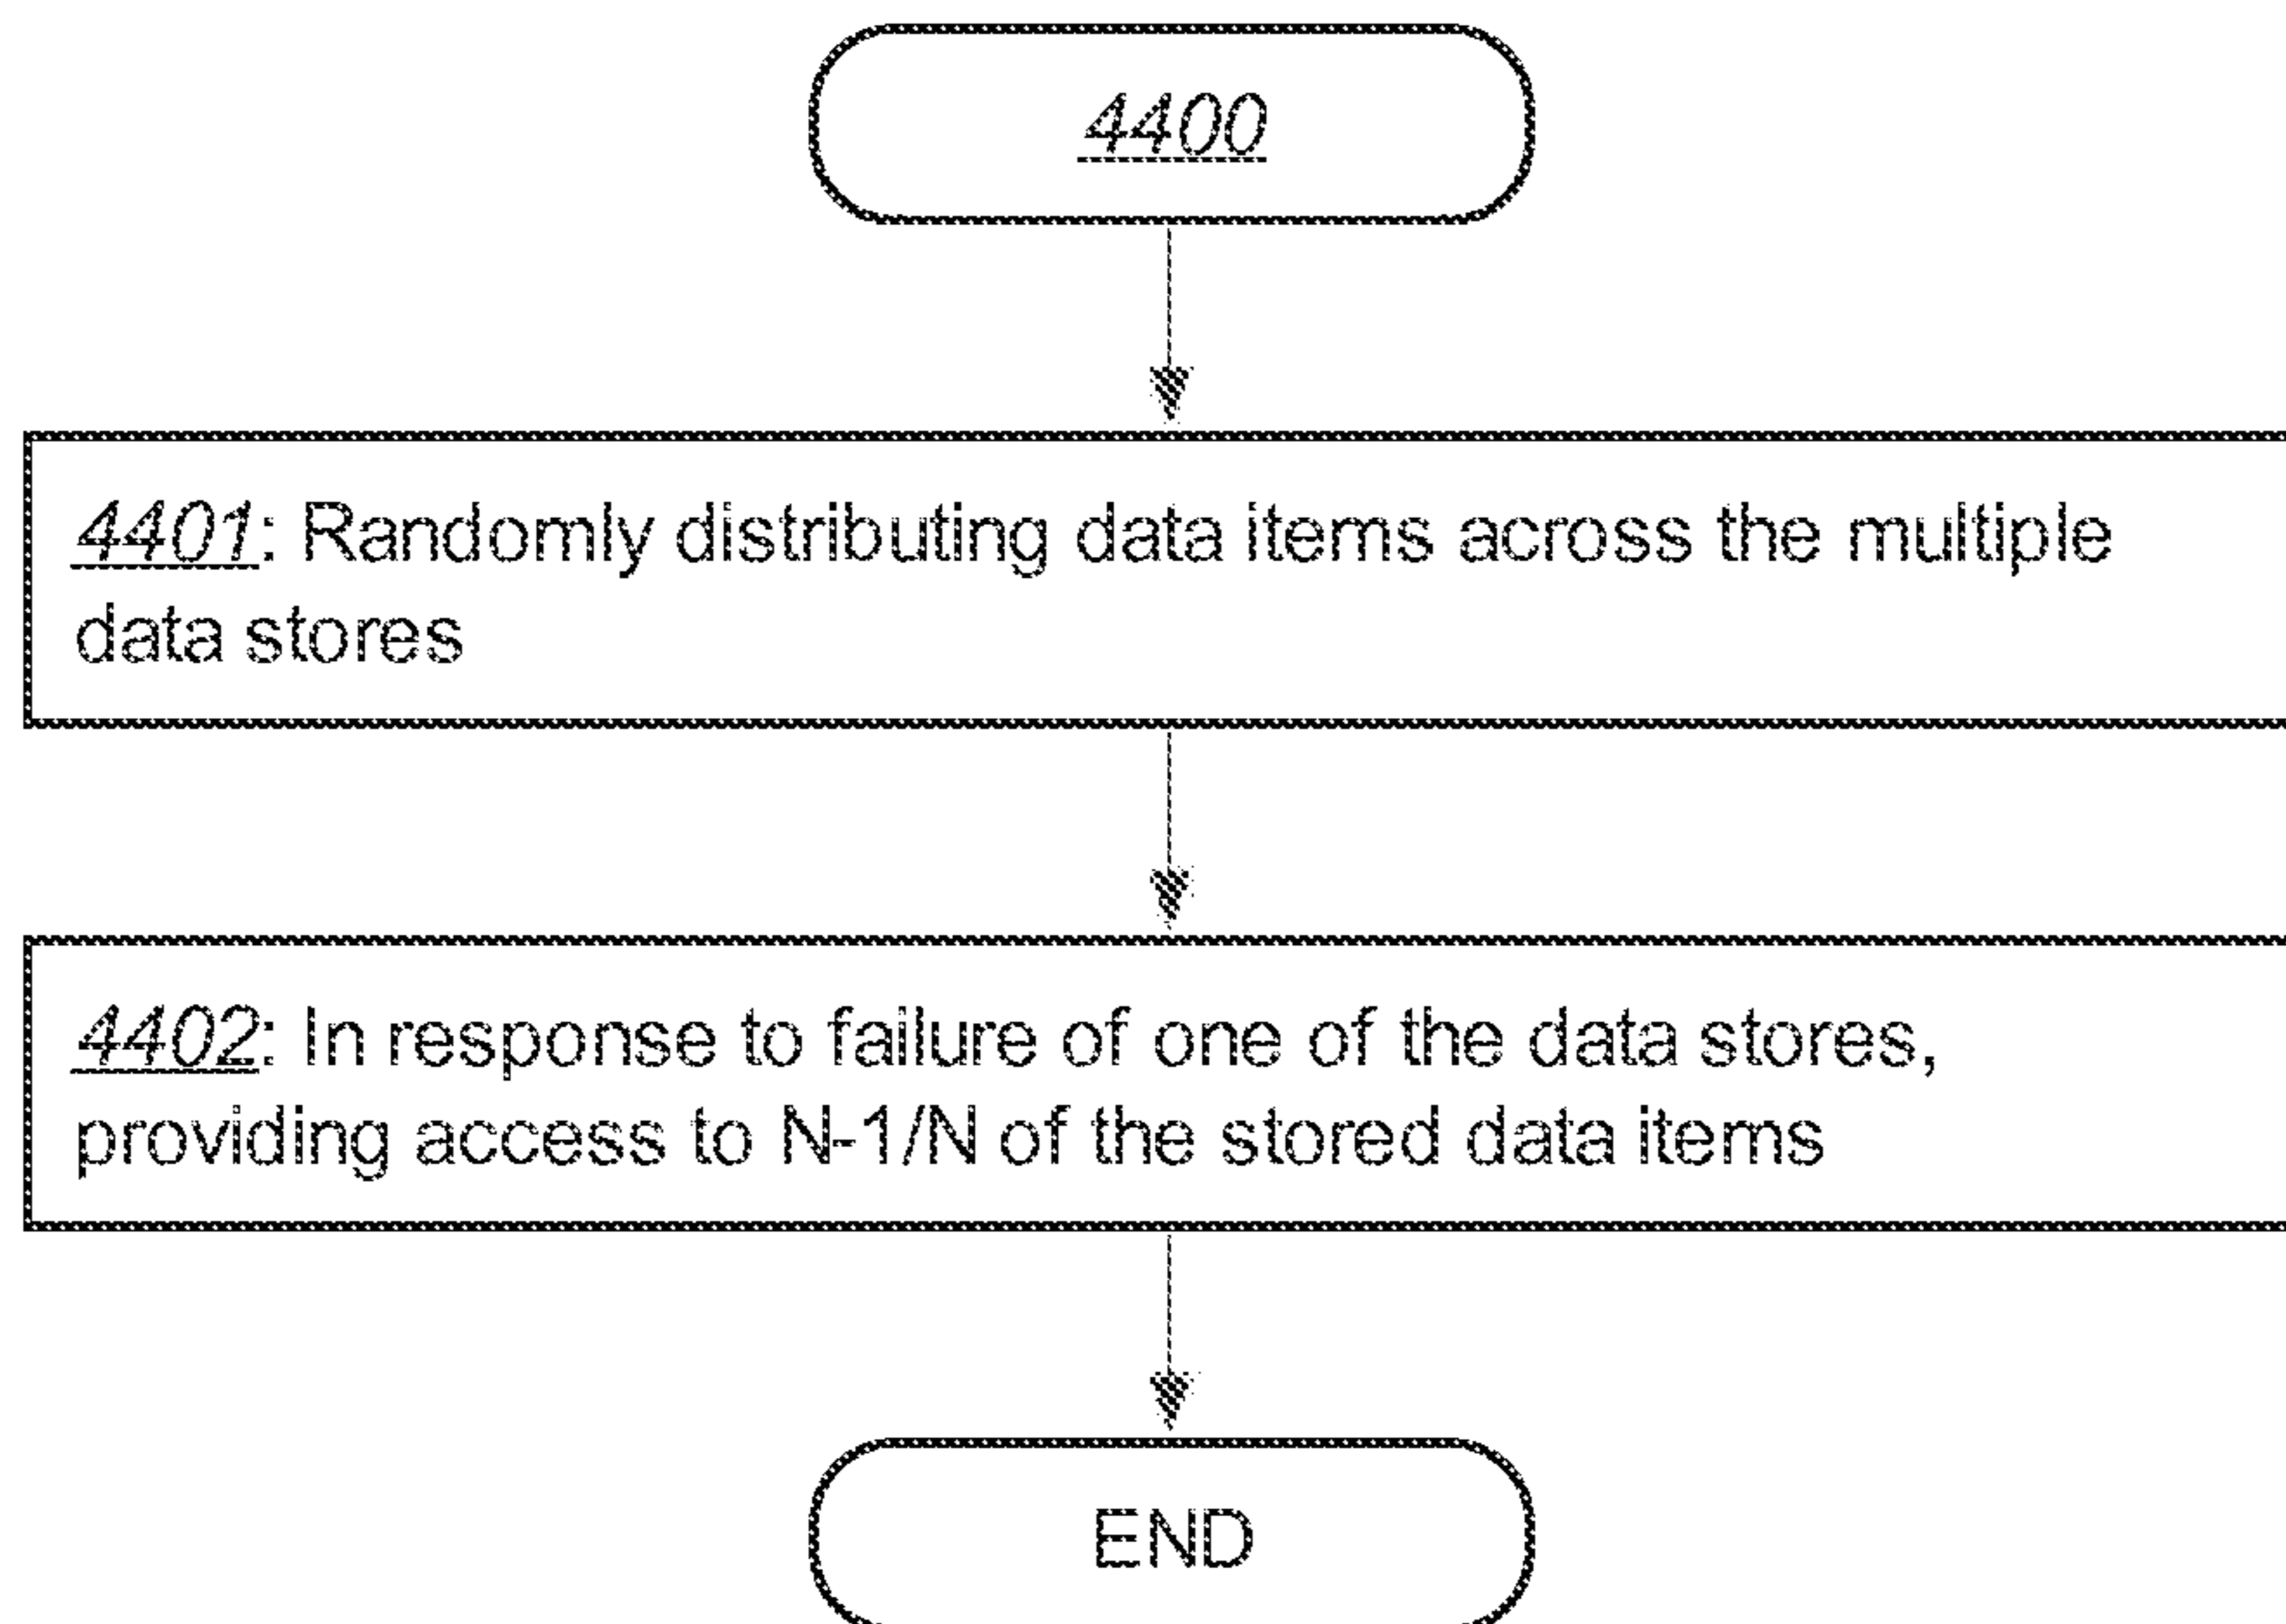 4400
4401: Randomly distributing data items across the multiple
data stores
4402: In response to failure of one of the data stores,
providing access to N-1/N of the stored data items
END